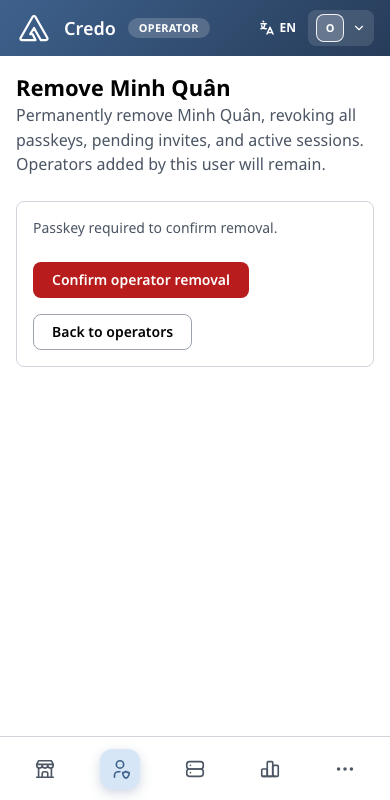 Credo
OPERATOR
EN
O
Remove Minh Quân
Permanently remove Minh Quân, revoking all
passkeys, pending invites, and active sessions.
Operators added by this user will remain.
Passkey required to confirm removal.
Confirm operator removal
Back to operators